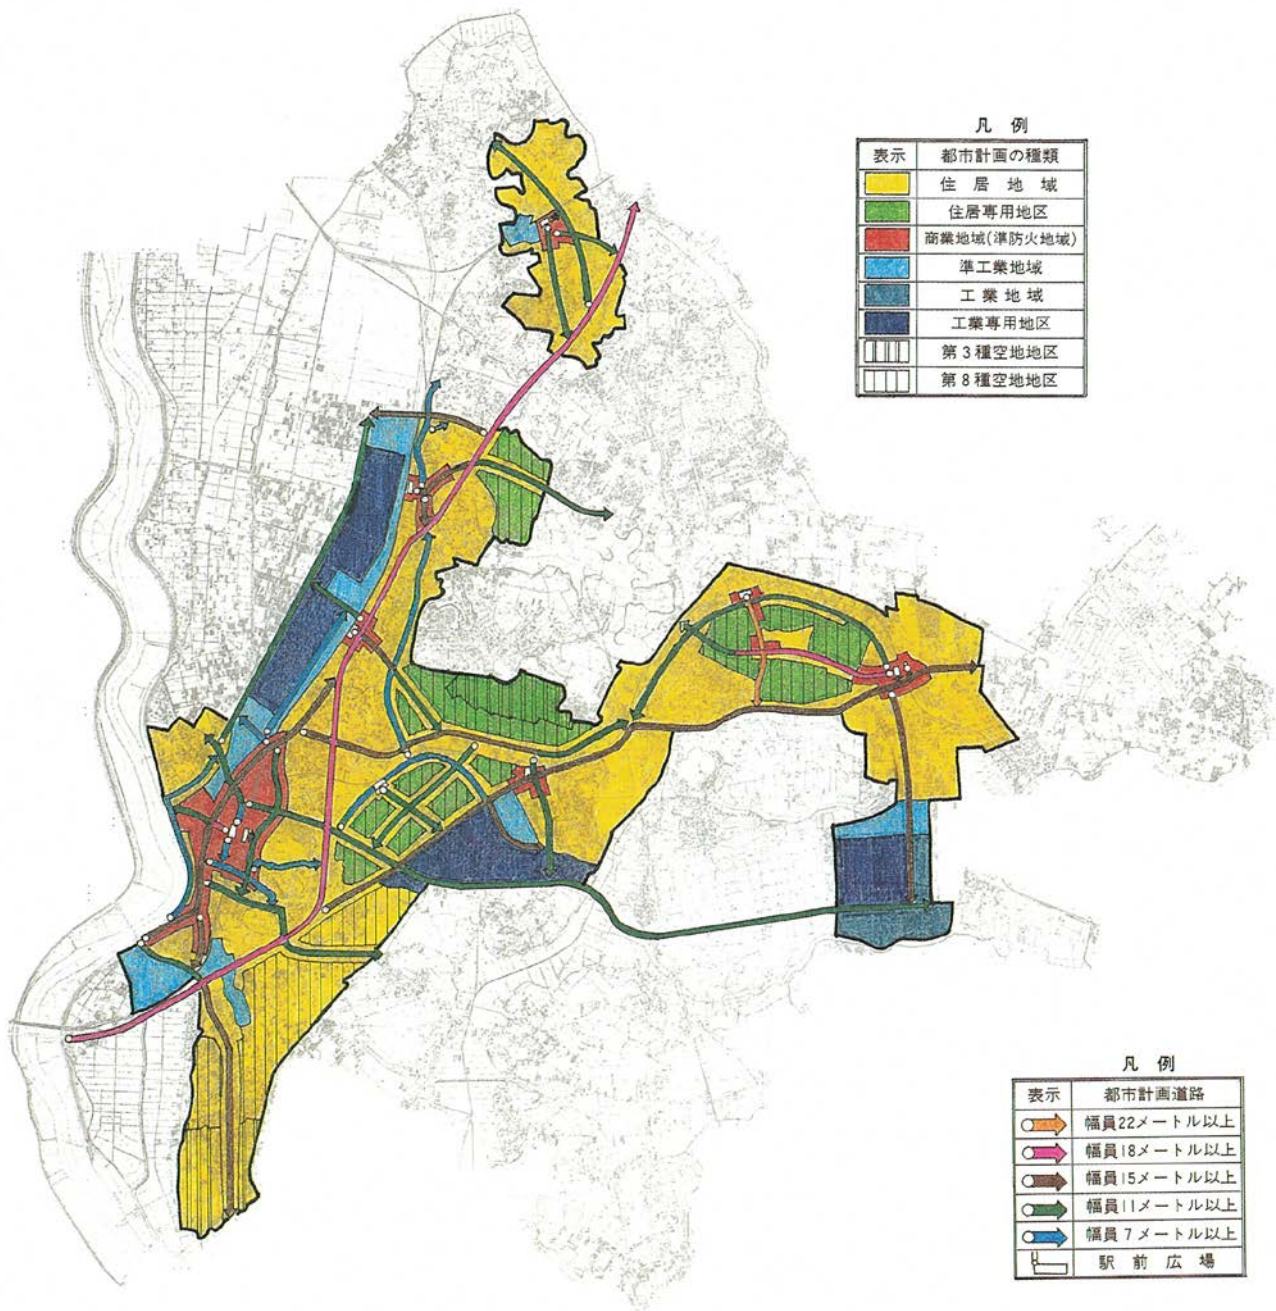 凡例
表示 都市計画の種類
住居地域
住居専用地区
商業地域(準防火地域)
準工業地域
工業地域
工業専用地区
第3種空地地区
第8種空地地区
凡例
表示 都市計画道路
幅員22メートル以上
幅員18メートル以上
幅員15メートル以上
幅員11メートル以上
幅員7メートル以上
駅前広場